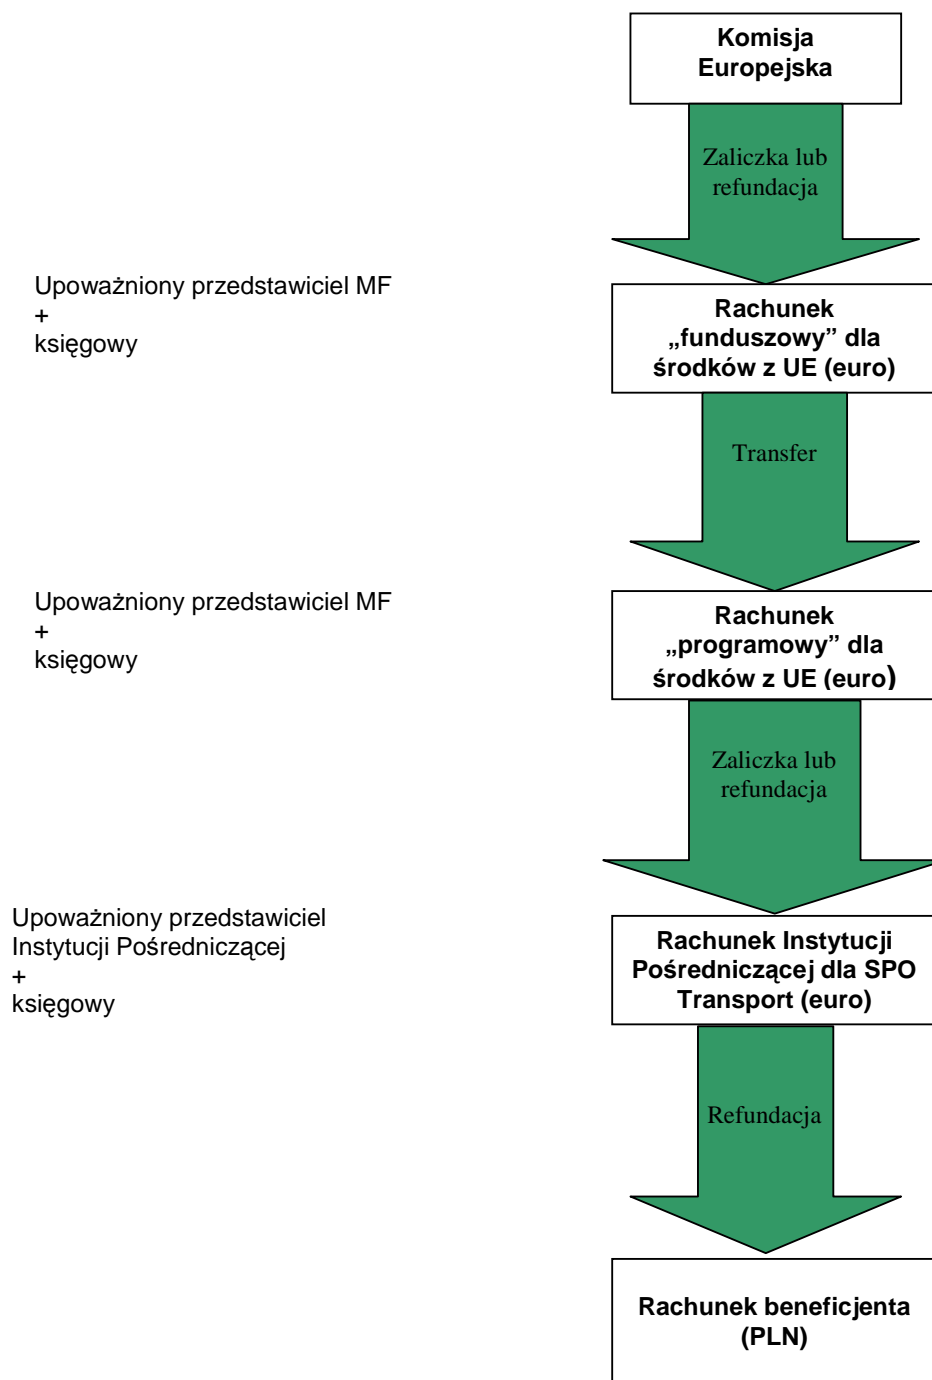 Komisja
Europejska
Zaliczka lub
refundacja
Upoważniony przedstawiciel MF
+
księgowy
Rachunek
„funduszowy” dla
środków z UE (euro)
Transfer
Upoważniony przedstawiciel MF
+
księgowy
Rachunek
„programowy” dla
środków z UE (euro)
Zaliczka lub
refundacja
Upoważniony przedstawiciel
Instytucji Pośredniczącej
+
księgowy
Rachunek Instytucji
Pośredniczącej dla SPO
Transport (euro)
Refundacja
Rachunek beneficjenta
(PLN)